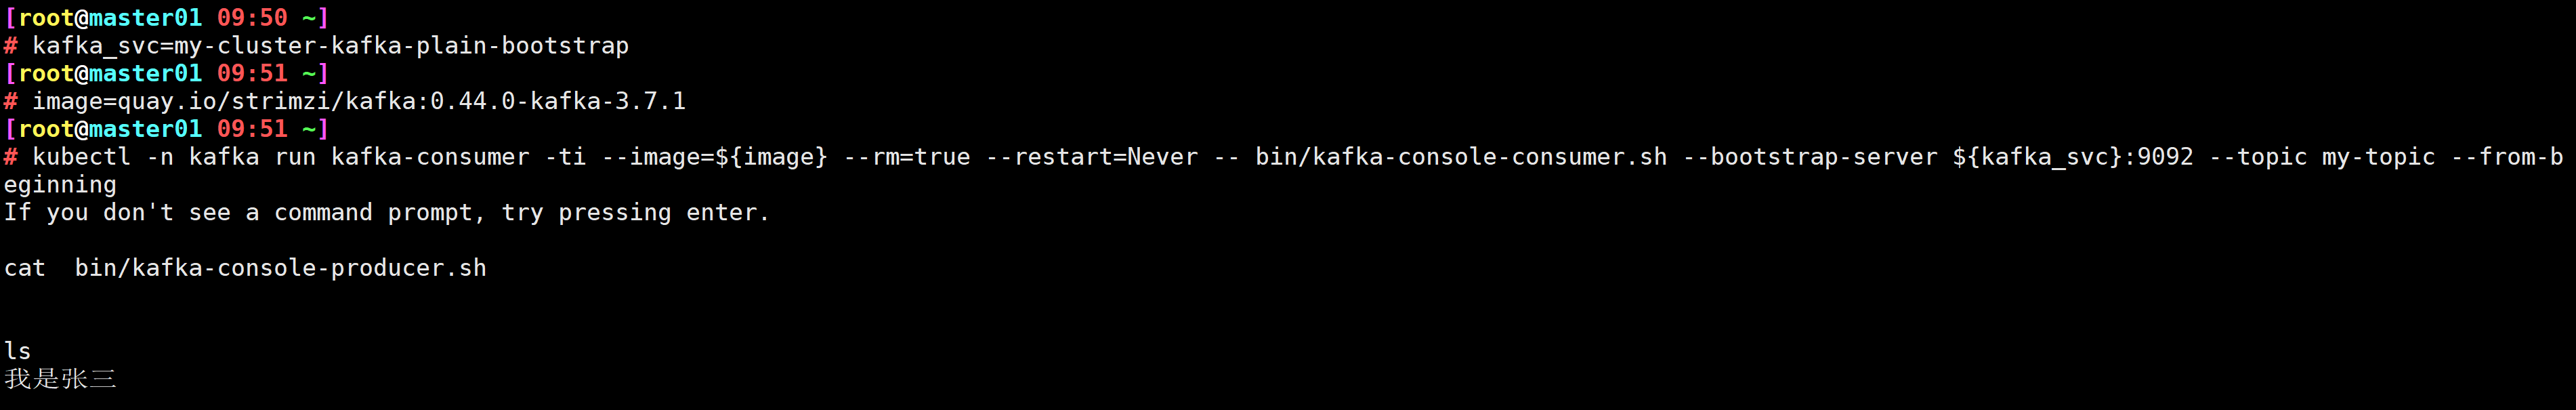 [root@master01 09:50 ~]
# kafka_svc=my-cluster-kafka-plain-bootstrap
[root@master01 09:51 ~]
# image=quay.io/strimzi/kafka:0.44.0-kafka-3.7.1
[root@master01 09:51 ~]
# kubectl -n kafka run kafka-consumer -ti --image=${image} --rm=true --restart=Never -- bin/kafka-console-consumer.sh --bootstrap-server ${kafka_svc}:9092 --topic my-topic --from-b
eginning
If you don't see a command prompt, try pressing enter.
cat  bin/kafka-console-producer.sh
ls
我是张三